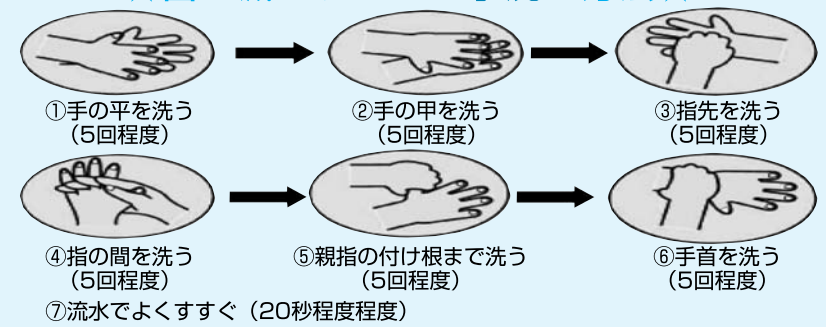 ①手の平を洗う
（5回程度）
②手の甲を洗う
（5回程度）
③指先を洗う
（5回程度）
④指の間を洗う
（5回程度）
⑤親指の付け根まで洗う
（5回程度）
⑥手首を洗う
（5回程度）
⑦流水でよくすすぐ（20秒程度程度）